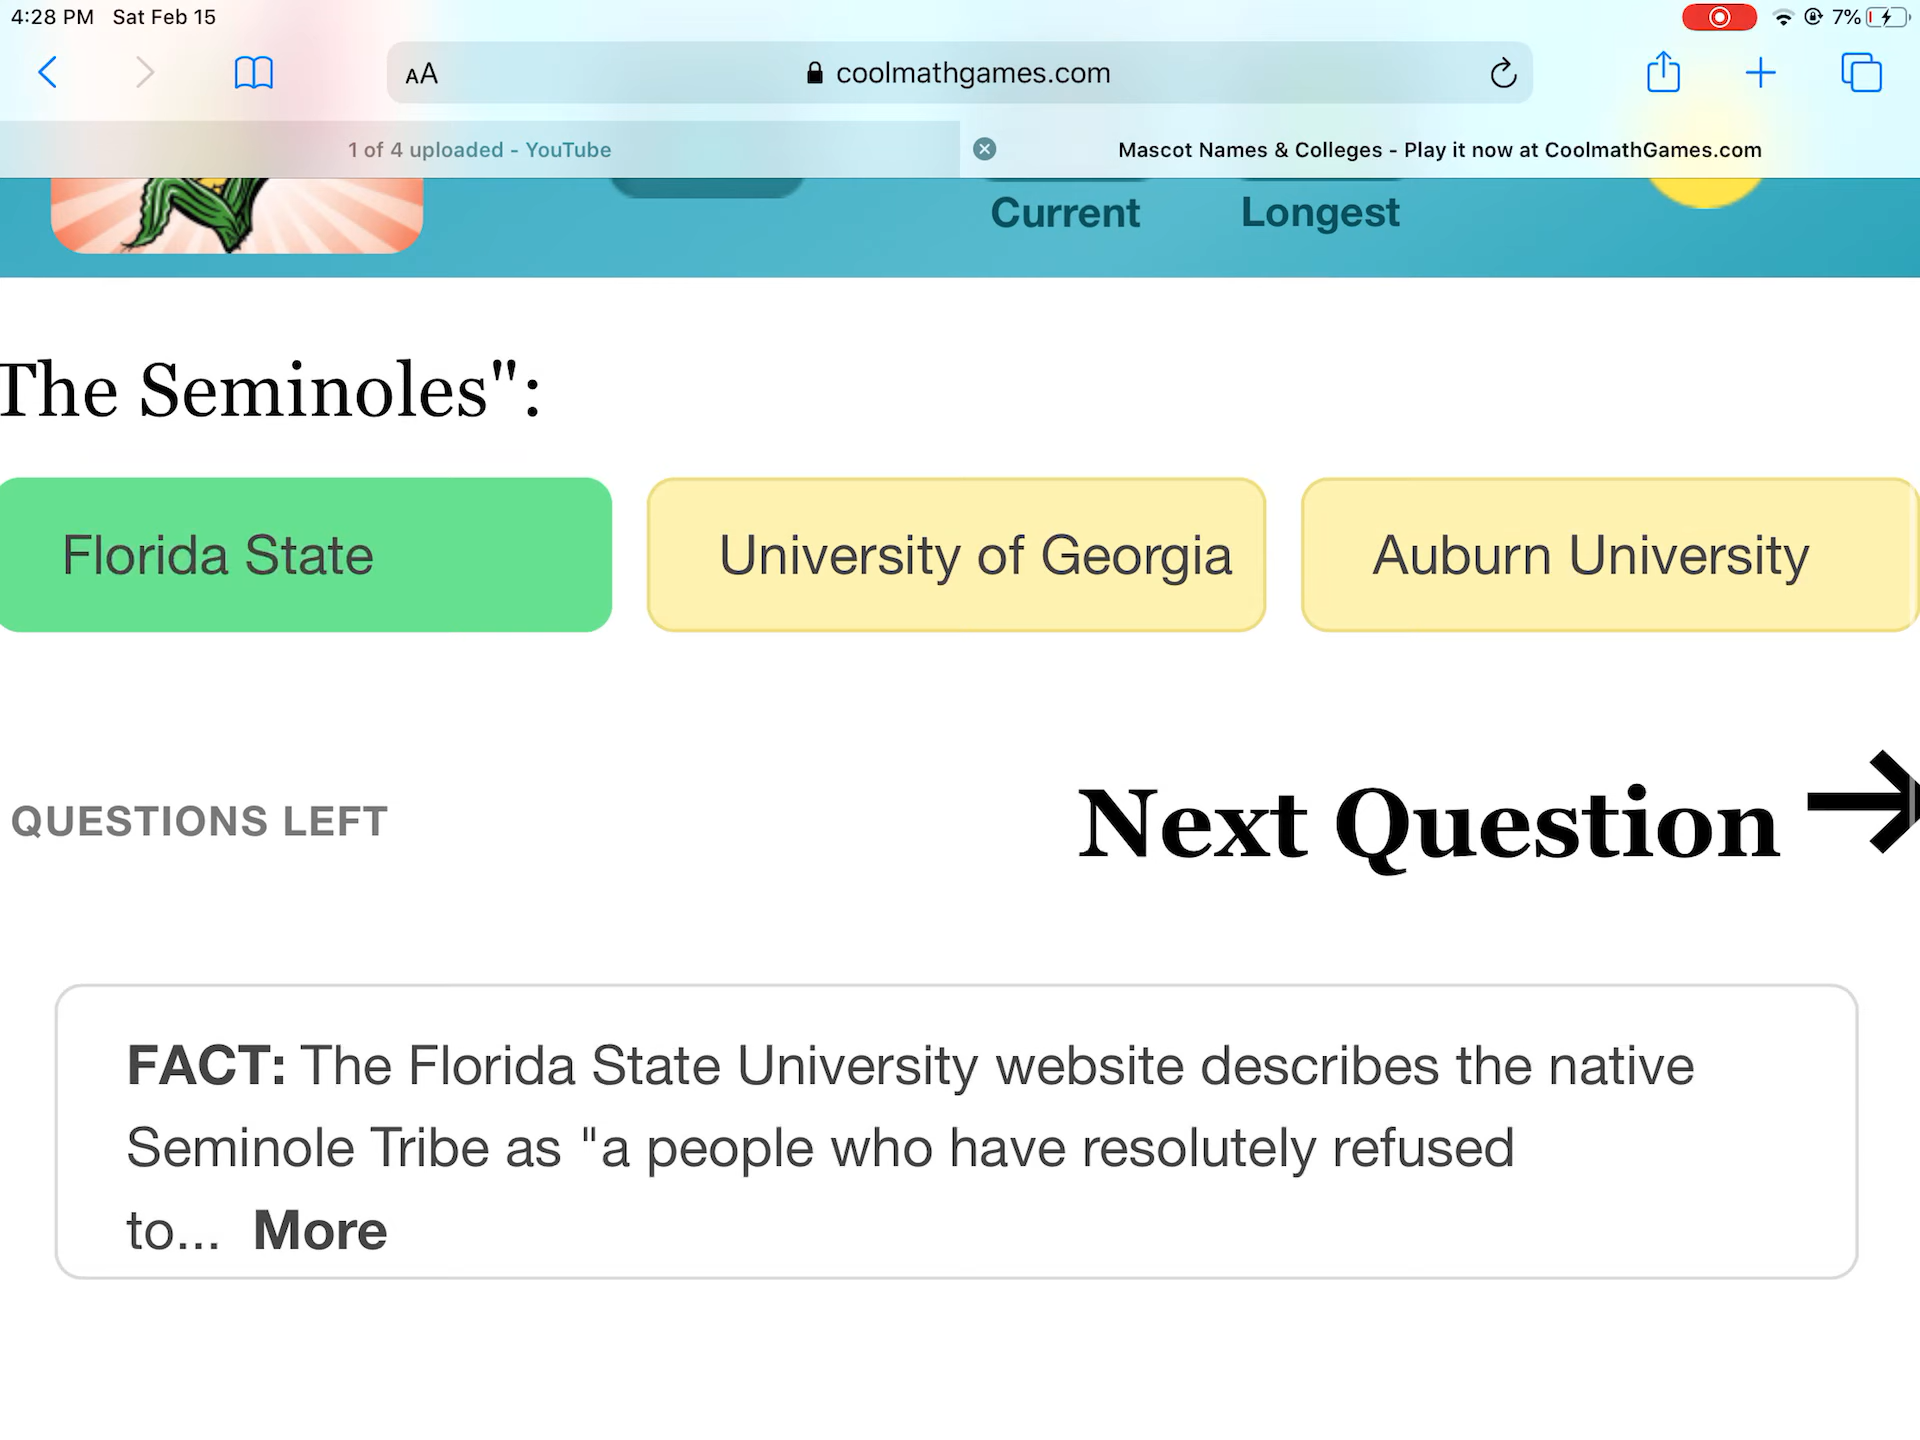 4:28 PM Sat Feb 15
7%
AA
coolmathgames.com
1 of 4 uploaded - YouTube
Mascot Names & Colleges - Play it now at CoolmathGames.com
Current
Longest
The Seminoles":
Florida State
University of Georgia
Auburn University
QUESTIONS LEFT
Next Question
FACT: The Florida State University website describes the native
Seminole Tribe as "a people who have resolutely refused
to... More